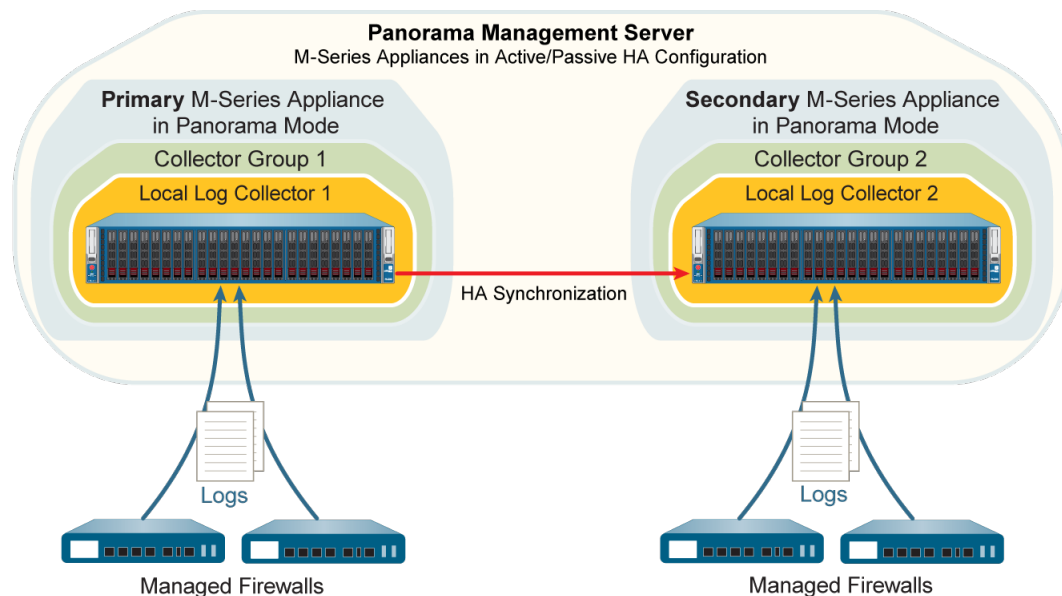 Panorama Management Server
M-Series Appliances in Active/Passive HA Configuration
Primary M-Series Appliance
in Panorama Mode
Collector Group 1
Local Log Collector 1
Secondary M-Series Appliance
in Panorama Mode
Collector Group 2
Local Log Collector 2
HA Synchronization
Logs
Managed Firewalls
Logs
Managed Firewalls